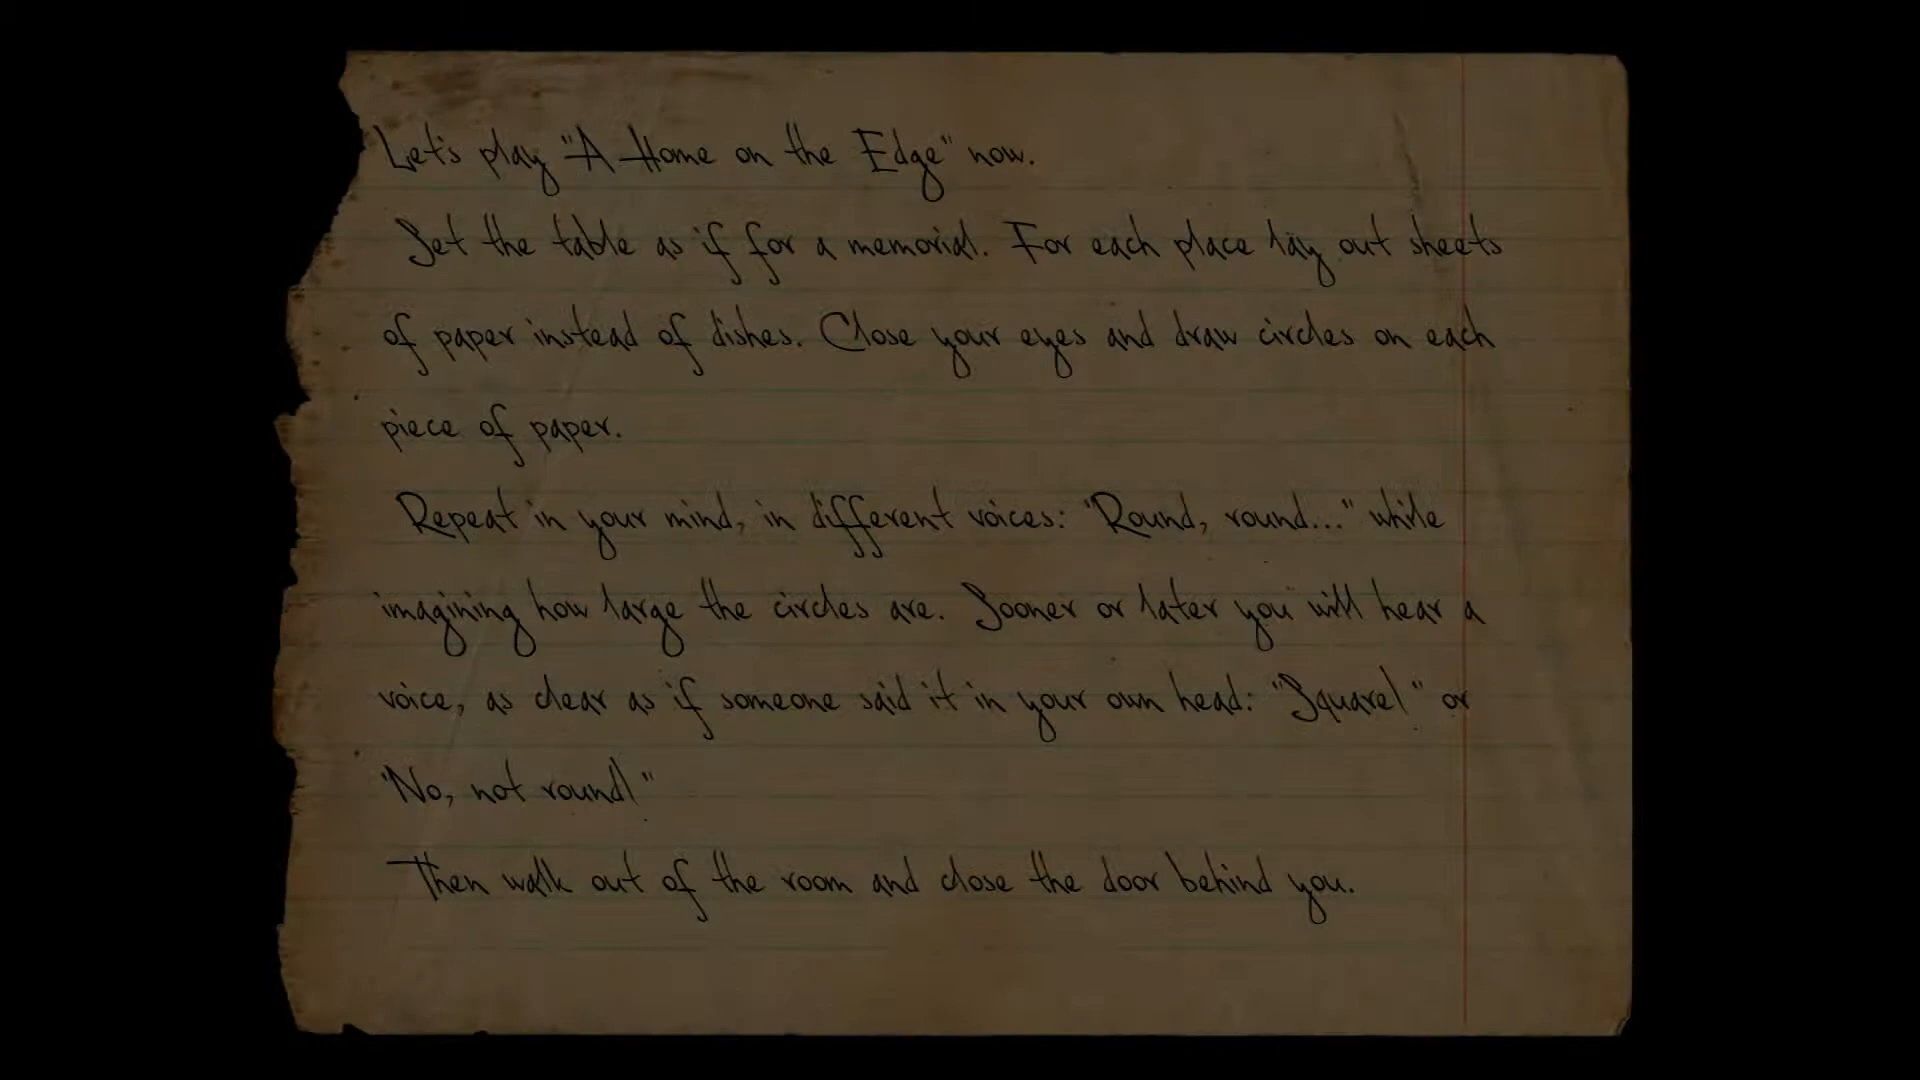 Let's play "A Home on the Edge" now.
Set the table as if for a memorial. For each place lay out sheets
of paper instead of dishes. Close your eyes and draw circles on each
piece of paper.
Repeat in your mind, in different voices: "Round, round..." while
imagining how large the circles are. Sooner or later you will hear a
voice, as clear as if someone said it in your own head: "Square!" or
"No, not round!"
Then walk out of the room and close the door behind you.